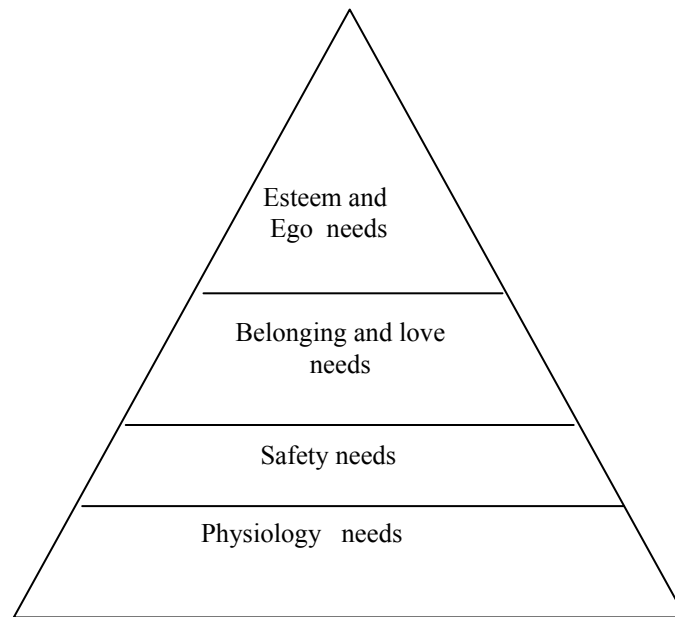 Esteem and
Ego needs
Belonging and love
needs
Safety needs
Physiology needs